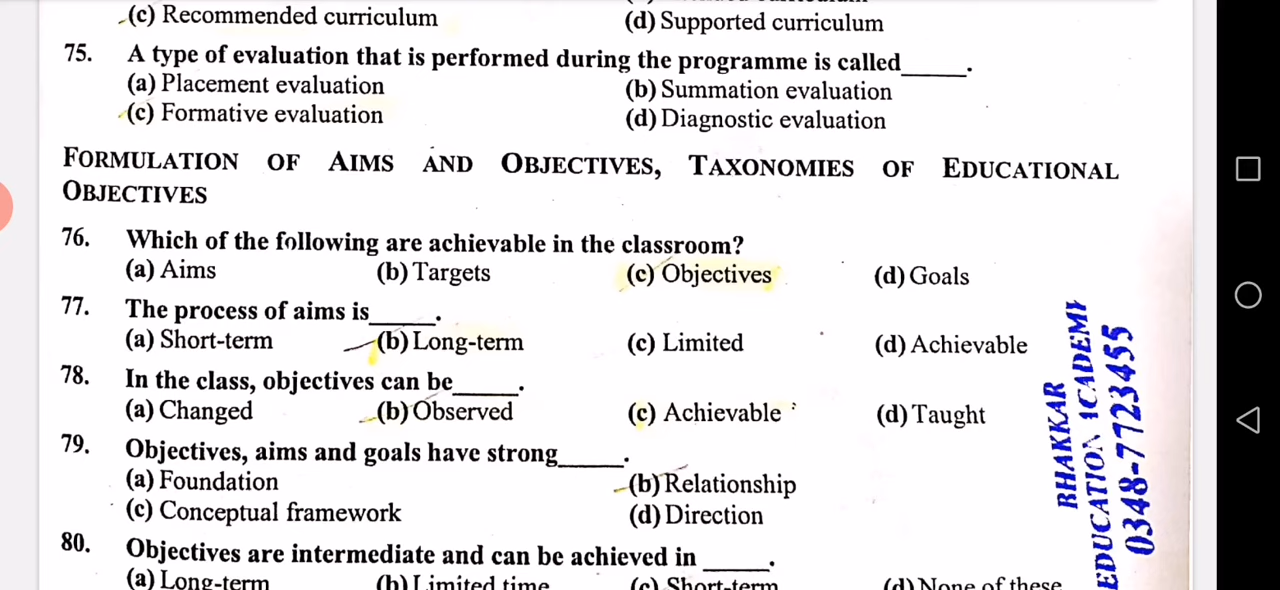 (c) Recommended curriculum (d) Supported curriculum
75. A type of evaluation that is performed during the programme is called_____.
(a) Placement evaluation (b) Summation evaluation
(c) Formative evaluation (d) Diagnostic evaluation
FORMULATION OF AIMS AND OBJECTIVES, TAXONOMIES OF EDUCATIONAL
OBJECTIVES
76. Which of the following are achievable in the classroom?
(a) Aims (b) Targets (c) Objectives (d) Goals
77. The process of aims is_____.
(a) Short-term (b) Long-term (c) Limited (d) Achievable
78. In the class, objectives can be_____.
(a) Changed (b) Observed (c) Achievable (d) Taught
79. Objectives, aims and goals have strong_____.
(a) Foundation (b) Relationship
(c) Conceptual framework (d) Direction
80. Objectives are intermediate and can be achieved in _____.
(a) Long-term (b) Limited time (c) Short-term (d) None of these
RHAKKAR
EDUCATION ICADEMY
0348-7723455